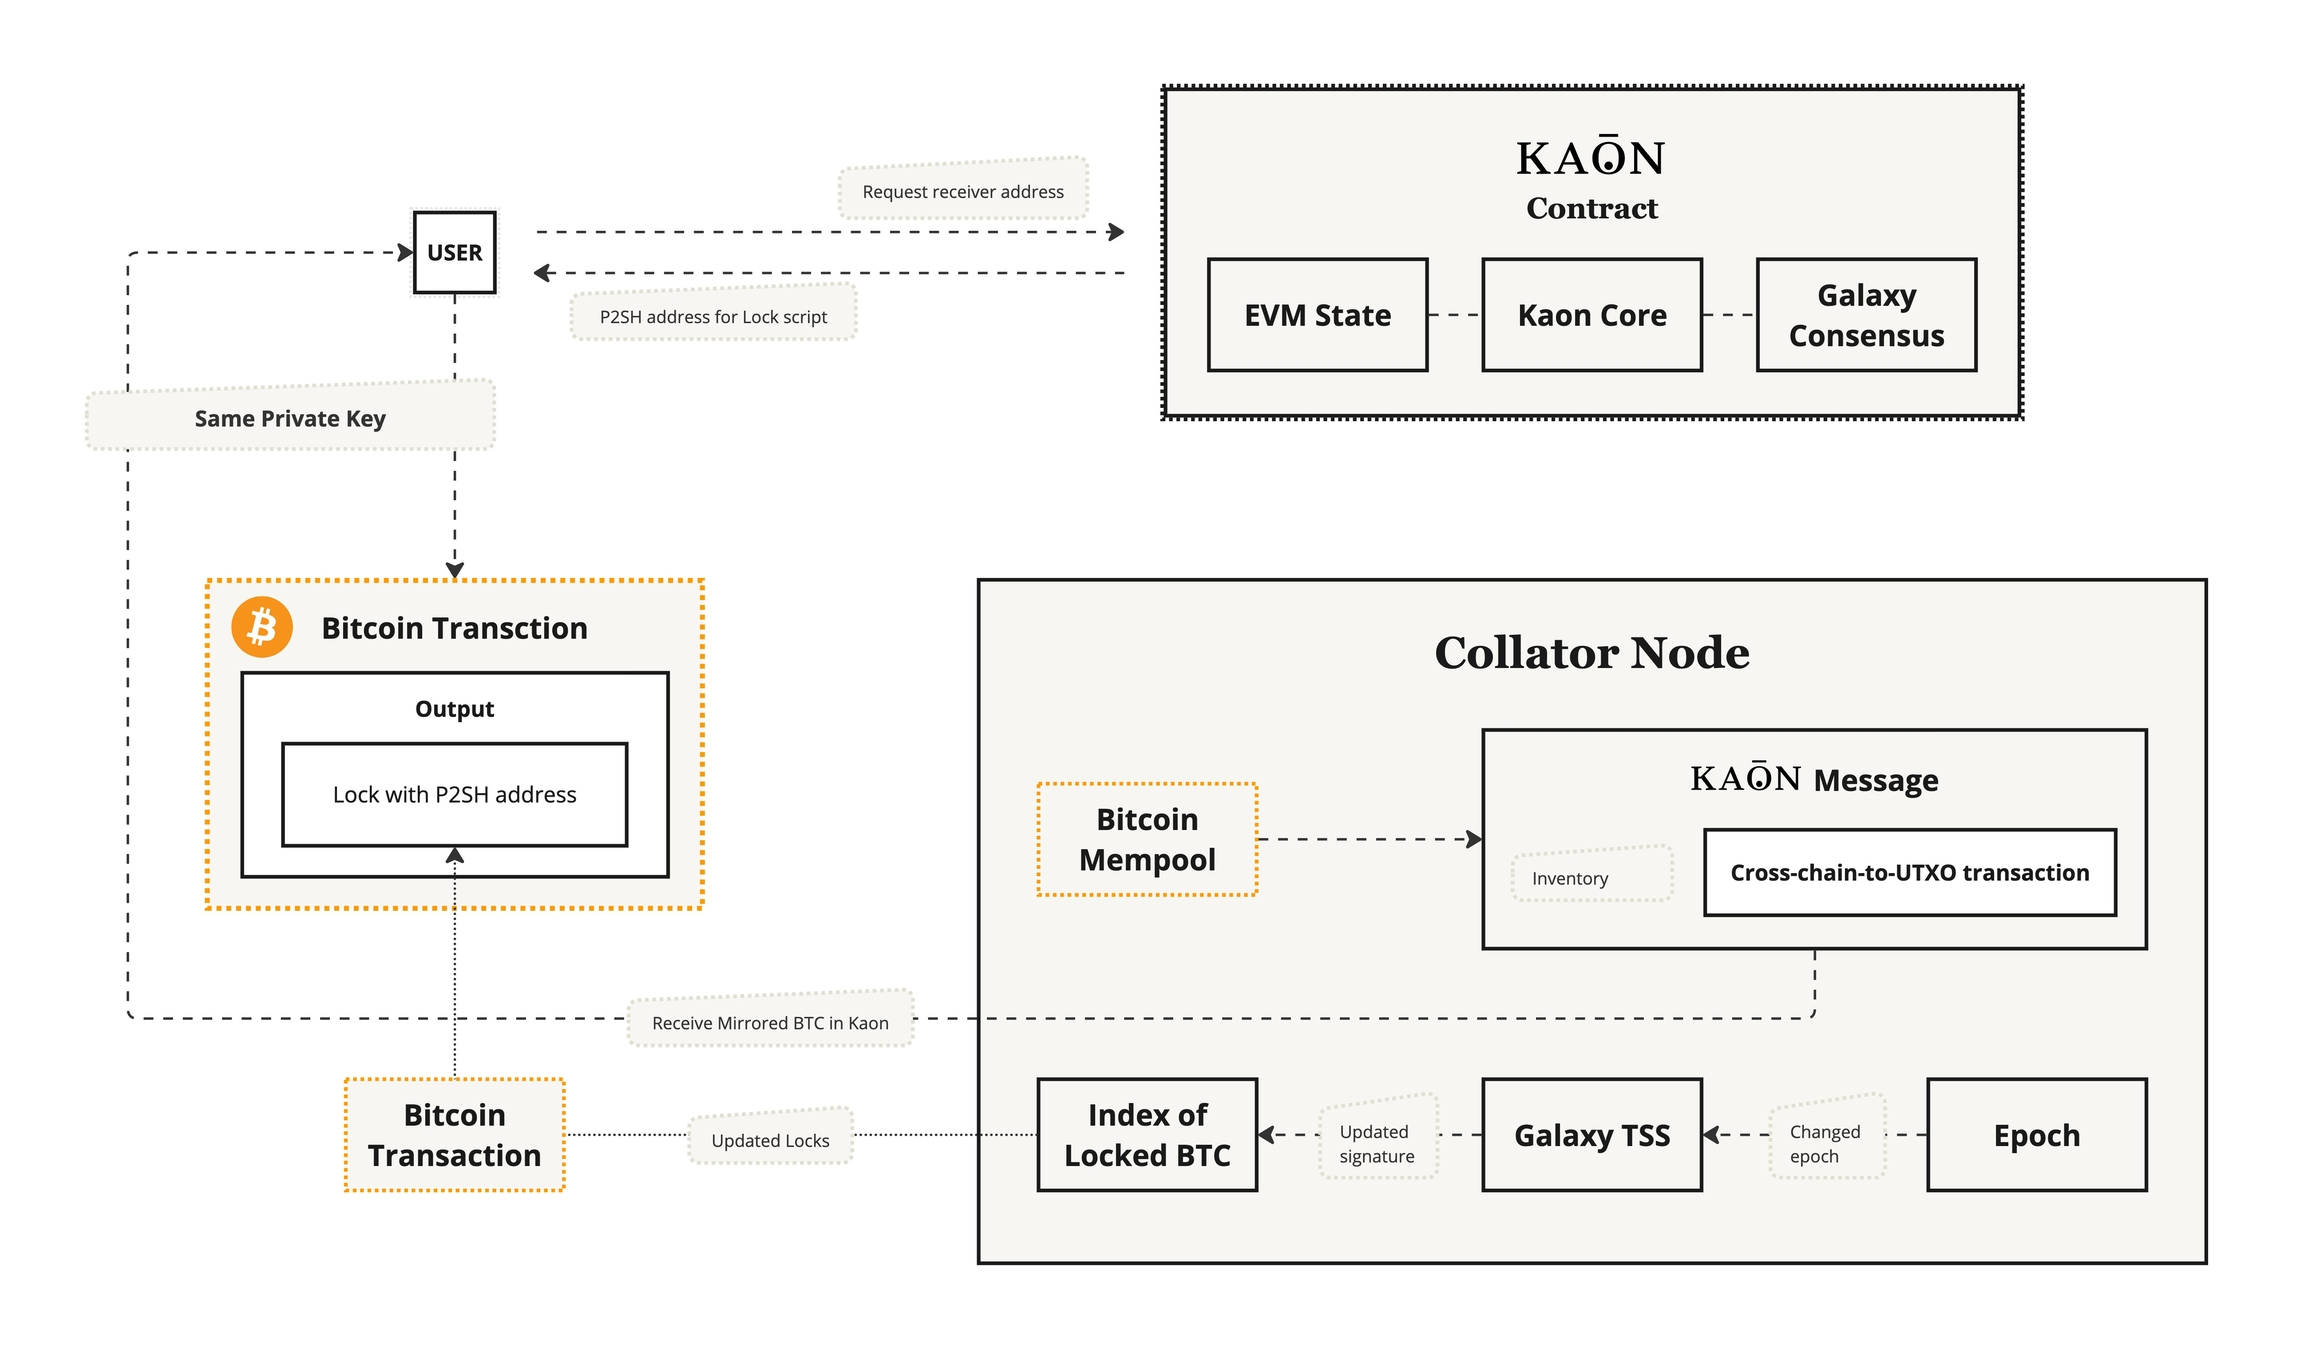 KAŌN
Contract
Request receiver address
USER
EVM State
Kaon Core
Galaxy
Consensus
P2SH address for Lock script
Same Private Key
Bitcoin Transction
Output
Lock with P2SH address
Collator Node
KAŌN Message
Bitcoin
Mempool
Inventory
Cross-chain-to-UTXO transaction
Receive Mirrored BTC in Kaon
Bitcoin
Transaction
Updated Locks
Index of
Locked BTC
Updated
signature
Galaxy TSS
Changed
epoch
Epoch